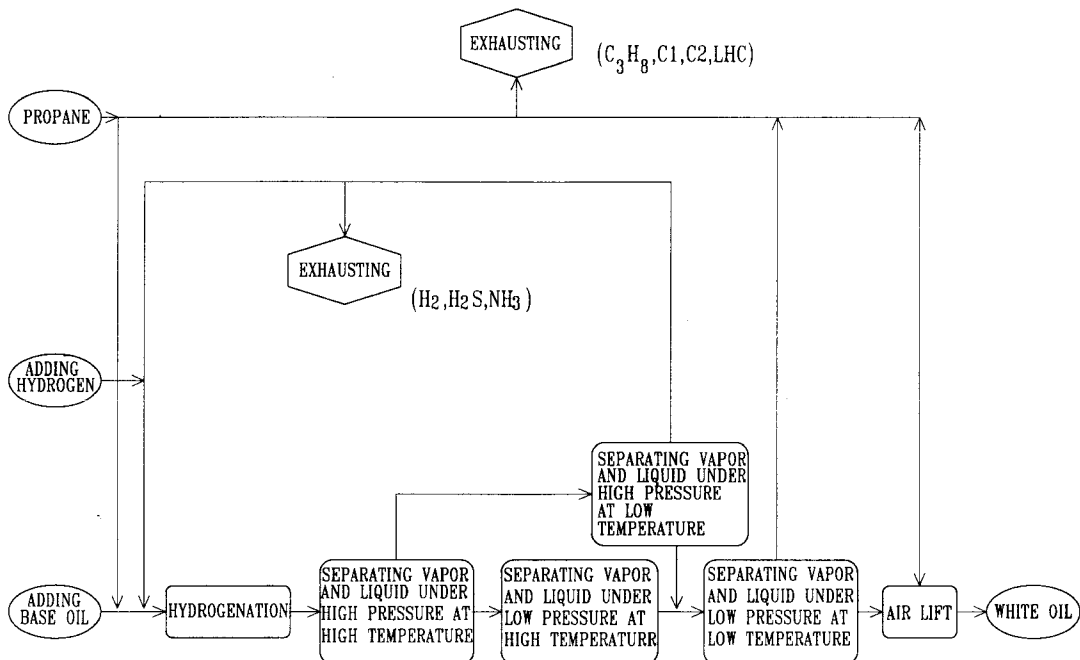 EXHAUSTING
(C3H8,C1,C2,LHC)
PROPANE
EXHAUSTING
(H2,H2S,NH3)
ADDING
HYDROGEN
SEPARATING VAPOR
AND LIQUID UNDER
HIGH PRESSURE
AT LOW
TEMPERATURE
ADDING
BASE OIL
HYDROGENATION
SEPARATING VAPOR
AND LIQUID UNDER
HIGH PRESSURE AT
HIGH TEMPERATURE
SEPARATING VAPOR
AND LIQUID UNDER
LOW PRESSURE AT
HIGH TEMPERATURR
SEPARATING VAPOR
AND LIQUID UNDER
LOW PRESSURE AT
LOW TEMPERATURE
AIR LIFT
WHITE OIL